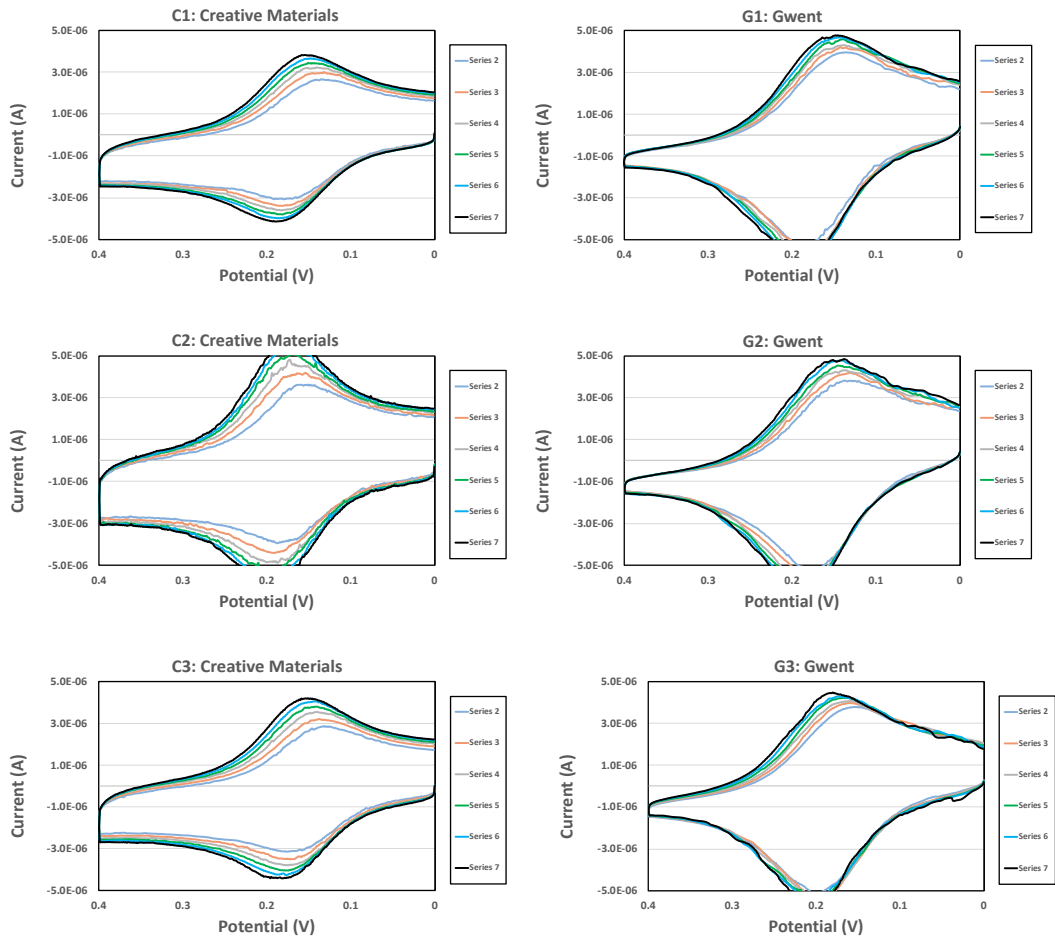 C1: Creative Materials
5.0E-06
3.0E-06
1.0E-06
-1.0E-06
-3.0E-06
-5.0E-06
Current (A)
0.4 0.3 0.2 0.1 0
Potential (V)
Series 2
Series 3
Series 4
Series 5
Series 6
Series 7
G1: Gwent
5.0E-06
3.0E-06
1.0E-06
-1.0E-06
-3.0E-06
-5.0E-06
Current (A)
0.4 0.3 0.2 0.1 0
Potential (V)
Series 2
Series 3
Series 4
Series 5
Series 6
Series 7
C2: Creative Materials
5.0E-06
3.0E-06
1.0E-06
-1.0E-06
-3.0E-06
-5.0E-06
Current (A)
0.4 0.3 0.2 0.1 0
Potential (V)
Series 2
Series 3
Series 4
Series 5
Series 6
Series 7
G2: Gwent
5.0E-06
3.0E-06
1.0E-06
-1.0E-06
-3.0E-06
-5.0E-06
Current (A)
0.4 0.3 0.2 0.1 0
Potential (V)
Series 2
Series 3
Series 4
Series 5
Series 6
Series 7
C3: Creative Materials
5.0E-06
3.0E-06
1.0E-06
-1.0E-06
-3.0E-06
-5.0E-06
Current (A)
0.4 0.3 0.2 0.1 0
Potential (V)
Series 2
Series 3
Series 4
Series 5
Series 6
Series 7
G3: Gwent
5.0E-06
3.0E-06
1.0E-06
-1.0E-06
-3.0E-06
-5.0E-06
Current (A)
0.4 0.3 0.2 0.1 0
Potential (V)
Series 2
Series 3
Series 4
Series 5
Series 6
Series 7